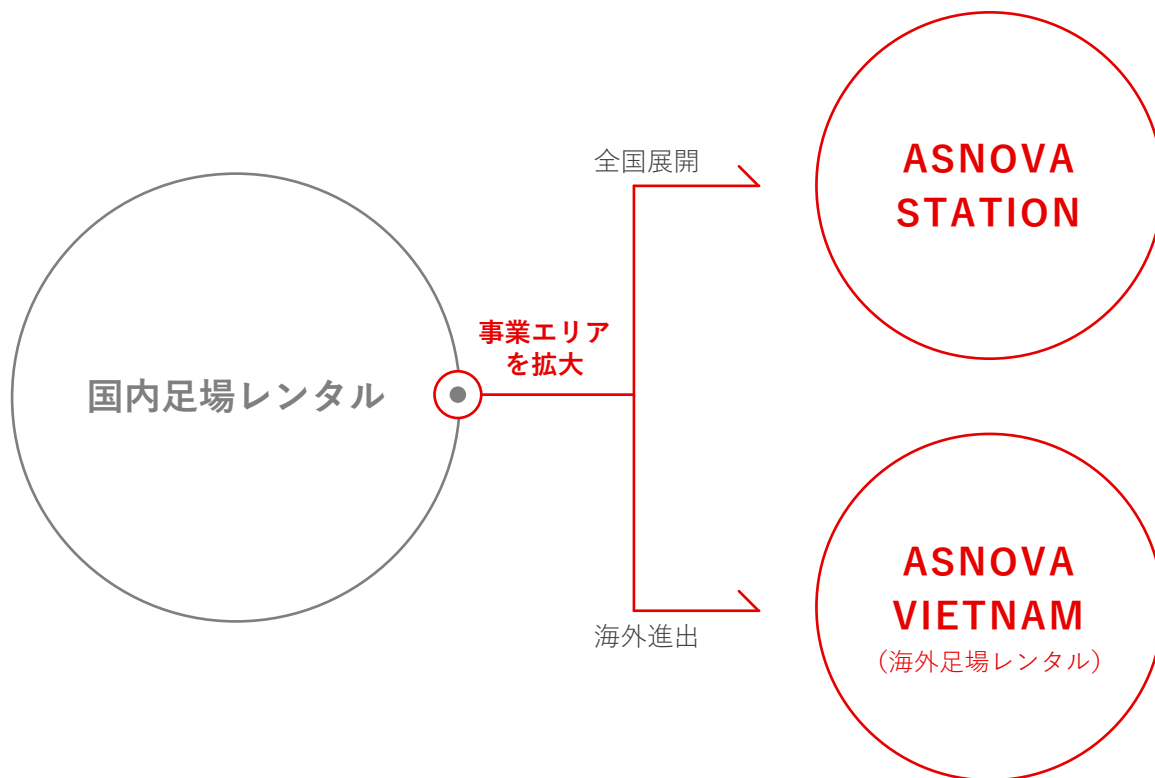 国内足場レンタル
事業エリア
を拡大
全国展開
ASNOVA
STATION
海外進出
ASNOVA
VIETNAM
（海外足場レンタル）